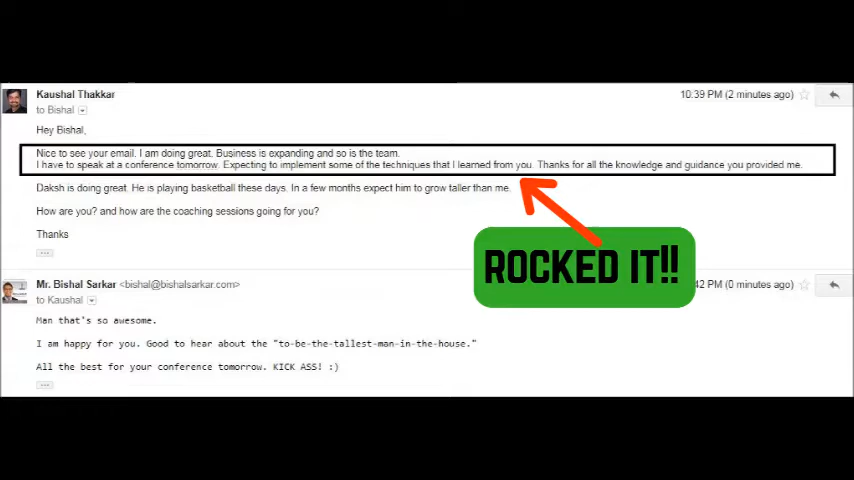 Kaushal Thakkar
10:39 PM (2 minutes ago)
to Bishal
Hey Bishal,
Nice to see your email. I am doing great. Business is expanding and so is the team.
I have to speak at a conference tomorrow. Expecting to implement some of the techniques that I learned from you. Thanks for all the knowledge and guidance you provided me.
Daksh is doing great. He is playing basketball these days. In a few months expect him to grow taller than me.
How are you? and how are the coaching sessions going for you?
Thanks
ROCKED IT!!
Mr. Bishal Sarkar <bishal@bishalsarkar.com>
42 PM (0 minutes ago)
to Kaushal
Man that's so awesome.
I am happy for you. Good to hear about the "to-be-the-tallest-man-in-the-house."
All the best for your conference tomorrow. KICK ASS! :)